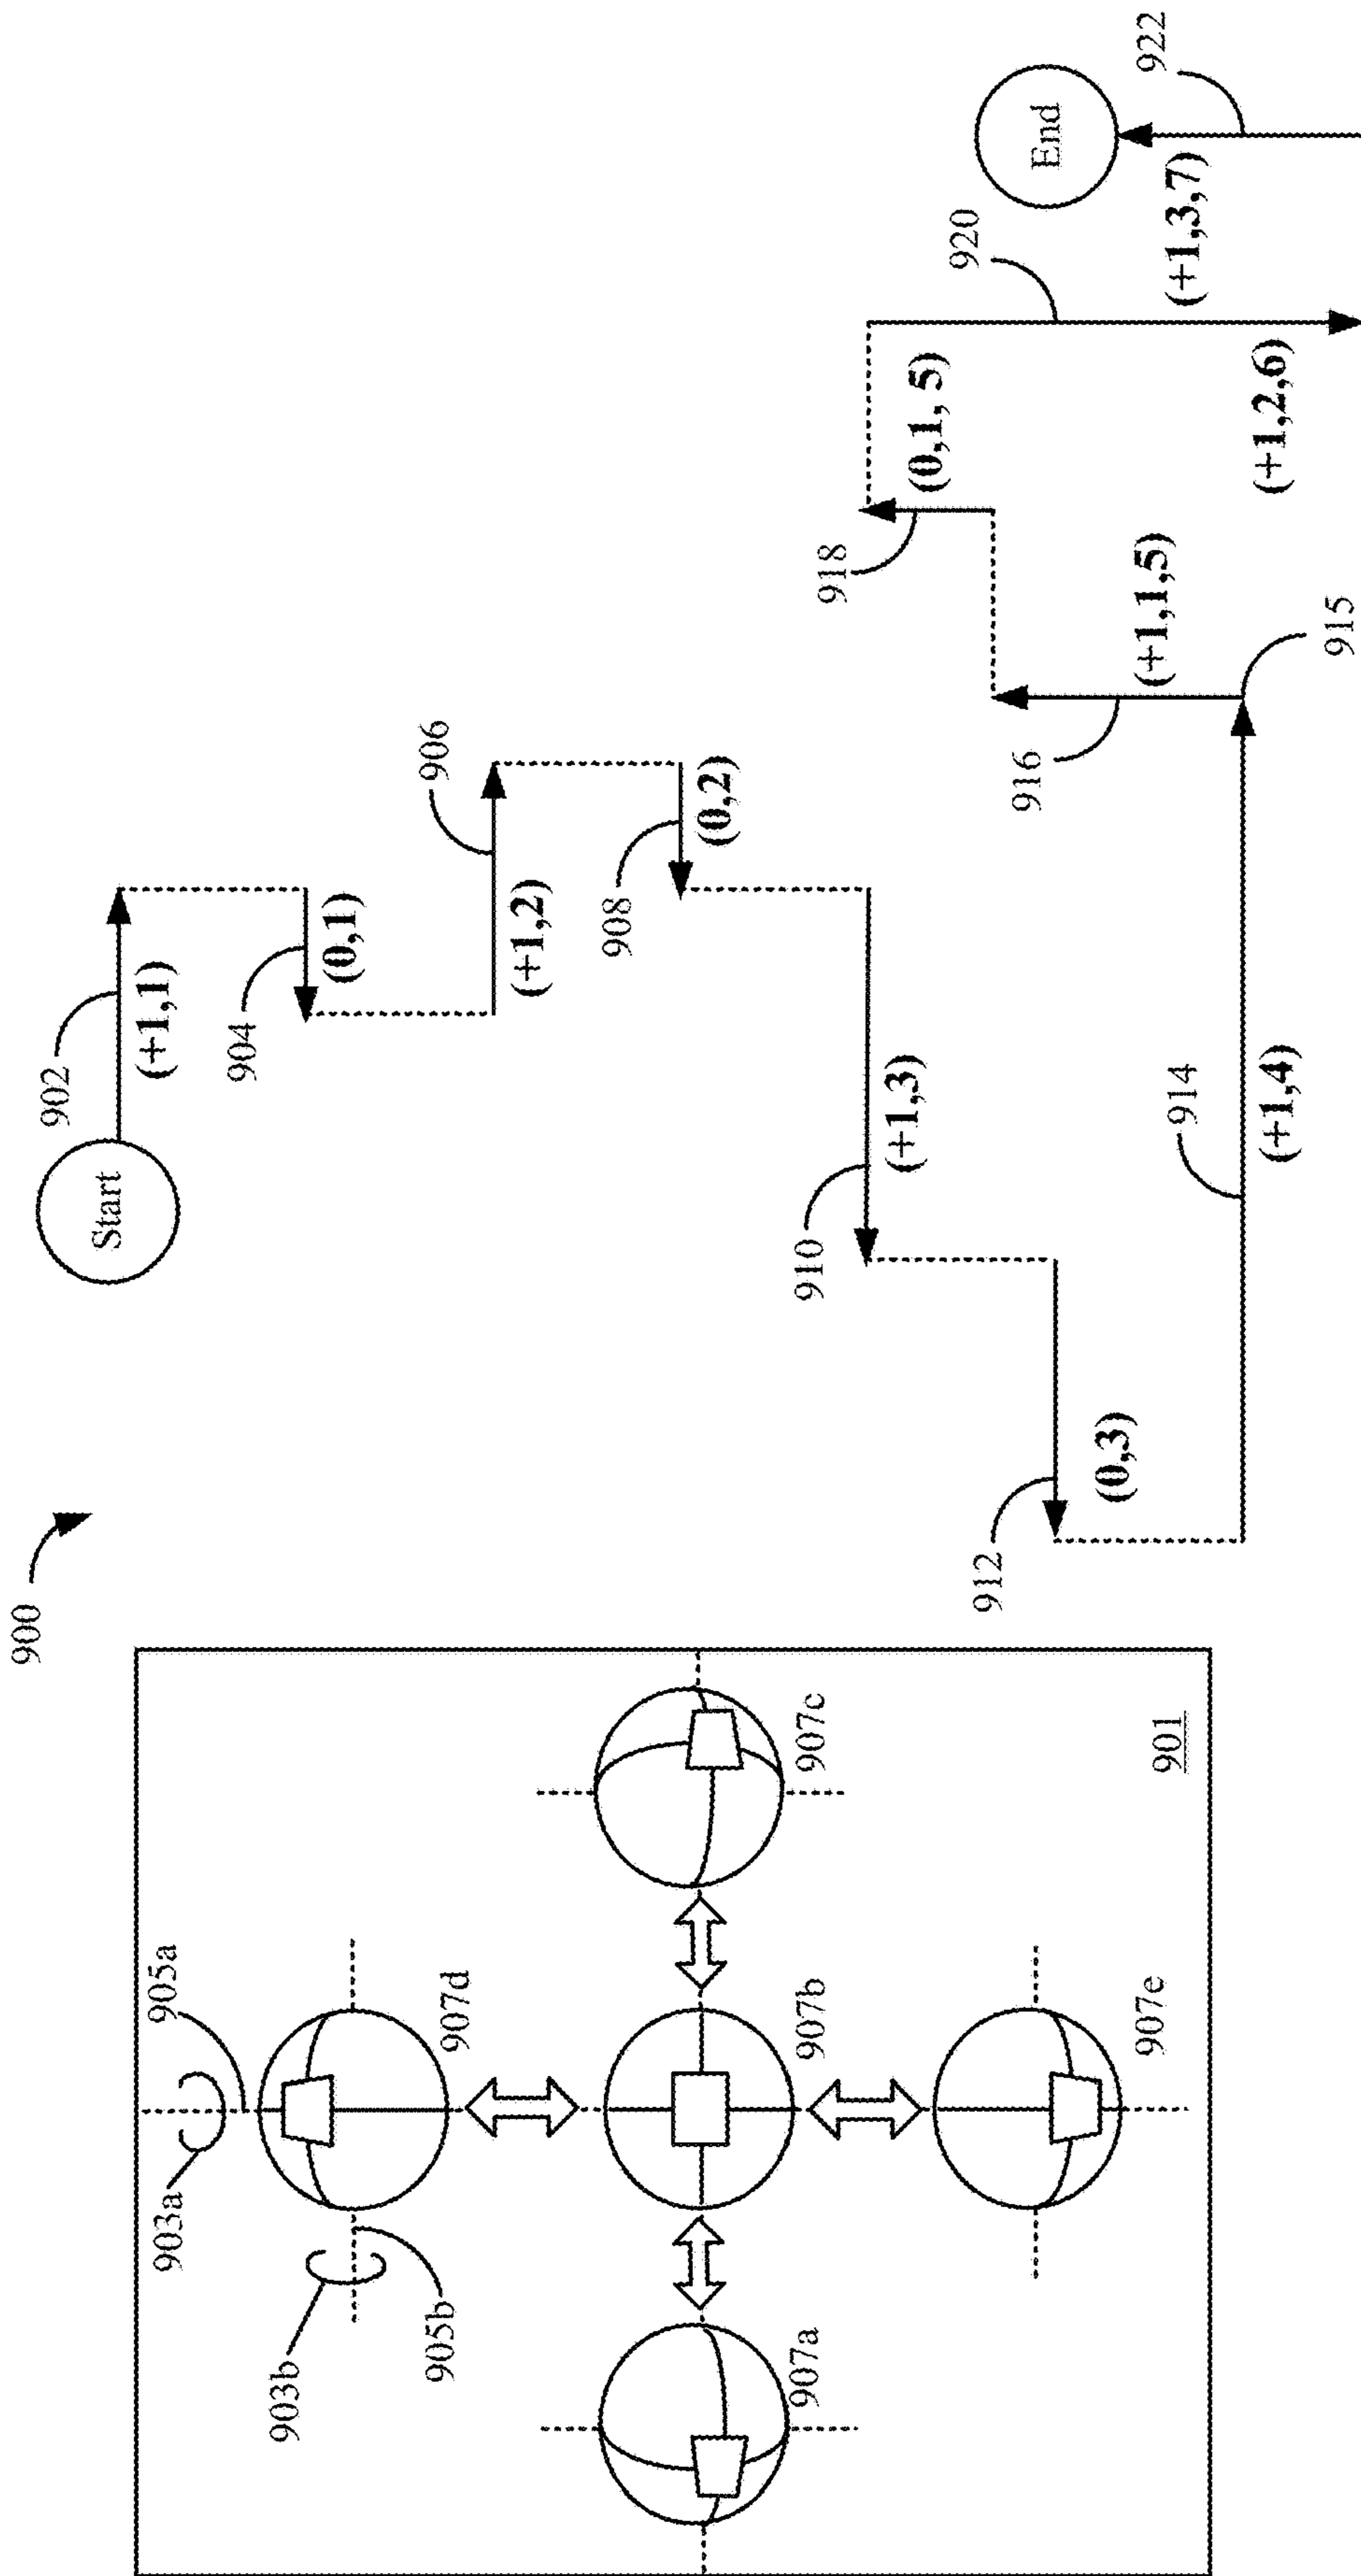 900
901
903a
905a
903b
905b
907d
907a
907b
907c
907e
Start
902
(+1,1)
904
(0,1)
906
(+1,2)
908
(0,2)
910
(+1,3)
912
(0,3)
914
(+1,4)
915
916
(+1,1,5)
918
(0,1, 5)
920
(+1,2,6)
922
(+1,3,7)
End